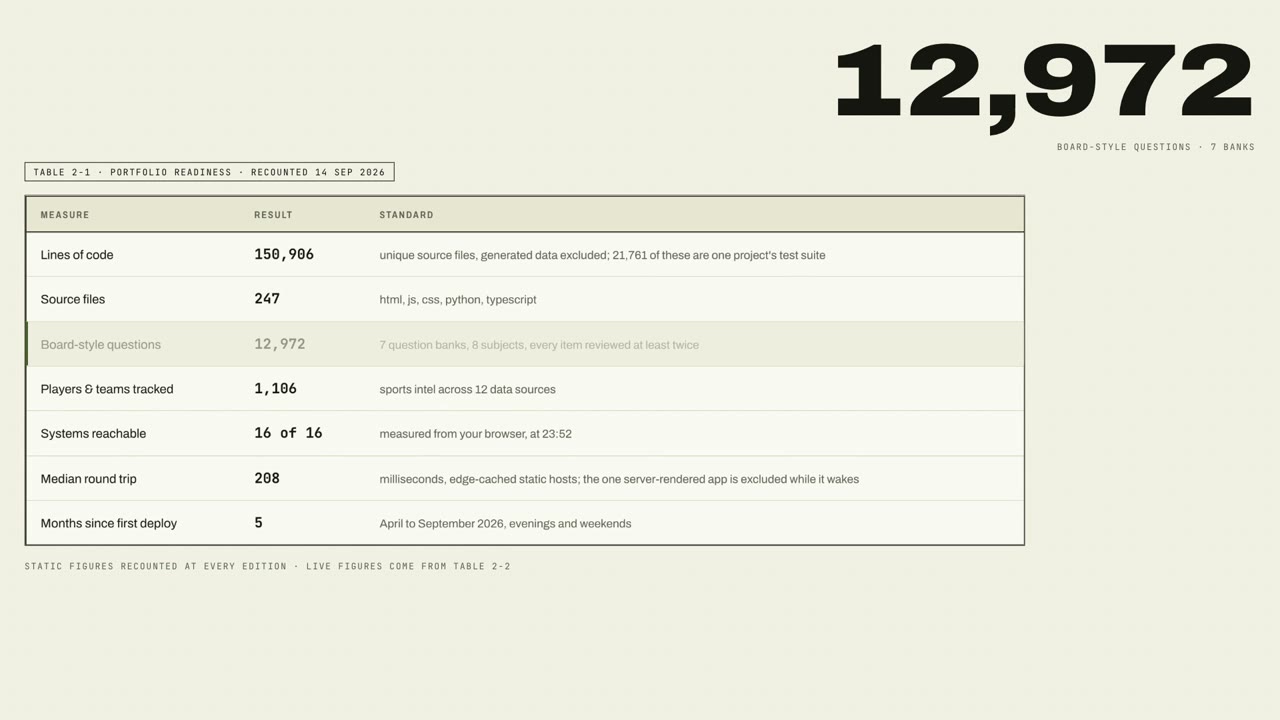 12,972
BOARD-STYLE QUESTIONS · 7 BANKS
TABLE 2-1 · PORTFOLIO READINESS · RECOUNTED 14 SEP 2026
MEASURE RESULT STANDARD
Lines of code 150,906 unique source files, generated data excluded; 21,761 of these are one project's test suite
Source files 247 html, js, css, python, typescript
Board-style questions 12,972 7 question banks, 8 subjects, every item reviewed at least twice
Players & teams tracked 1,106 sports intel across 12 data sources
Systems reachable 16 of 16 measured from your browser, at 23:52
Median round trip 208 milliseconds, edge-cached static hosts; the one server-rendered app is excluded while it wakes
Months since first deploy 5 April to September 2026, evenings and weekends
STATIC FIGURES RECOUNTED AT EVERY EDITION · LIVE FIGURES COME FROM TABLE 2-2